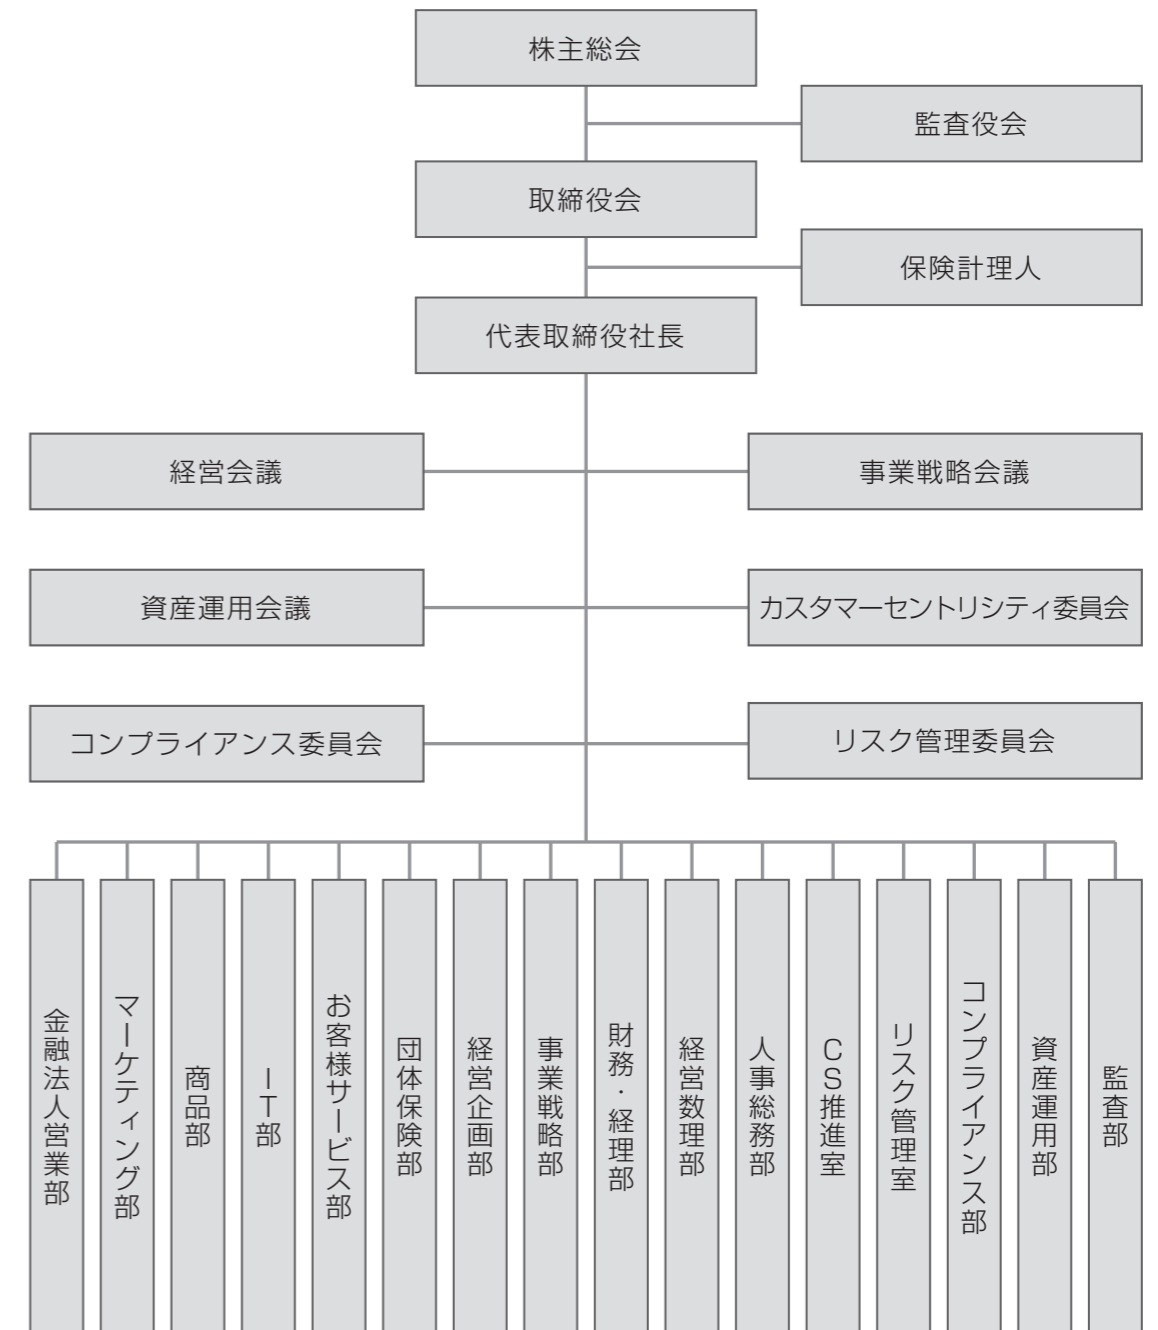 株主総会
監査役会
取締役会
保険計理人
代表取締役社長
経営会議
事業戦略会議
資産運用会議
カスタマーセントリシティ委員会
コンプライアンス委員会
リスク管理委員会
金融法人営業部
マーケティング部
商品部
IT部
お客様サービス部
団体保険部
経営企画部
事業戦略部
財務・経理部
経営数理部
人事総務部
CS推進室
リスク管理室
コンプライアンス部
資産運用部
監査部